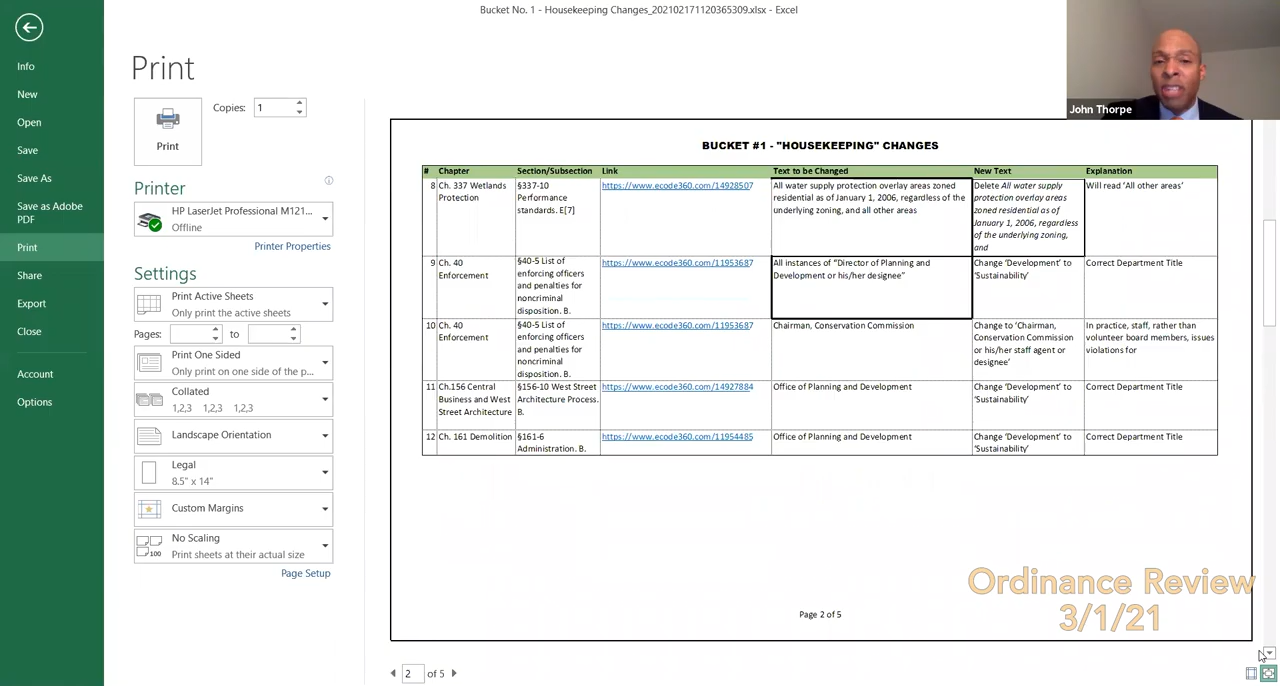 Bucket No. 1 - Housekeeping Changes_202102171120365309.xlsx - Excel
Info
New
Open
Save
Save As
Save as Adobe
PDF
Print
Share
Export
Close
Account
Options
Print
Print
Copies: 1
Printer
HP LaserJet Professional M121...
Offline
Printer Properties
Settings
Print Active Sheets
Only print the active sheets
Pages: to
Print One Sided
Only print on one side of the p...
Collated
1,2,3 1,2,3 1,2,3
Landscape Orientation
Legal
8.5" x 14"
Custom Margins
No Scaling
100
Print sheets at their actual size
Page Setup
John Thorpe
BUCKET #1 - "HOUSEKEEPING" CHANGES
# Chapter Section/Subsection Link Text to be Changed New Text Explanation
8 Ch. 337 Wetlands
Protection
§337-10
Performance
standards. E[7]
https://www.ecode360.com/14928507
All water supply protection overlay areas zoned
residential as of January 1, 2006, regardless of the
underlying zoning, and all other areas
Delete All water supply
protection overlay areas
zoned residential as of
January 1, 2006, regardless
of the underlying zoning,
and
Will read 'All other areas'
9 Ch. 40
Enforcement
§40-5 List of
enforcing officers
and penalties for
noncriminal
disposition. B.
https://www.ecode360.com/11953687
All instances of "Director of Planning and
Development or his/her designee"
Change 'Development' to
'Sustainability'
Correct Department Title
10 Ch. 40
Enforcement
§40-5 List of
enforcing officers
and penalties for
noncriminal
disposition. B.
https://www.ecode360.com/11953687
Chairman, Conservation Commission
Change to 'Chairman,
Conservation Commission
or his/her staff agent or
designee'
In practice, staff, rather than
volunteer board members, issues
violations for
11 Ch.156 Central
Business and West
Street Architecture
§156-10 West Street
Architecture Process.
B.
https://www.ecode360.com/14927884
Office of Planning and Development
Change 'Development' to
'Sustainability'
Correct Department Title
12 Ch. 161 Demolition
§161-6
Administration. B.
https://www.ecode360.com/11954485
Office of Planning and Development
Change 'Development' to
'Sustainability'
Correct Department Title
Page 2 of 5
Ordinance Review
3/1/21
2 of 5